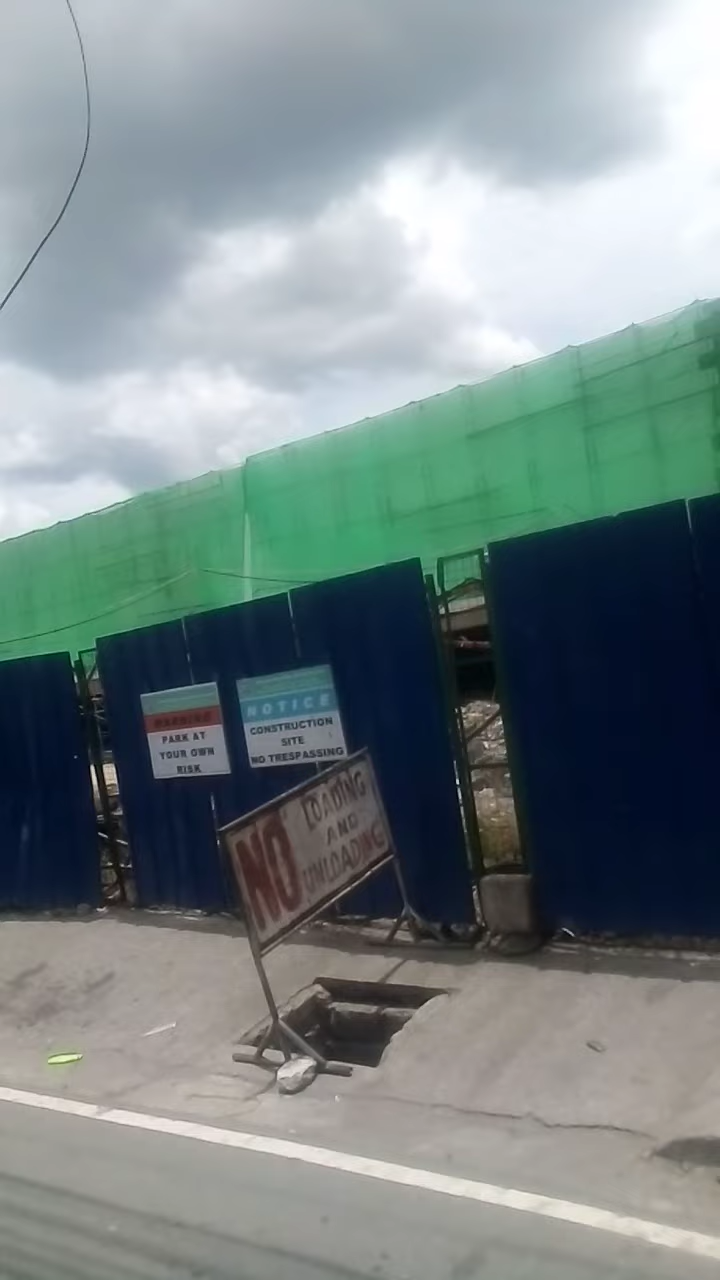 WARNING
PARK AT
YOUR OWN
RISK
NOTICE
CONSTRUCTION
SITE
NO TRESPASSING
NO LOADING
AND
UNLOADING